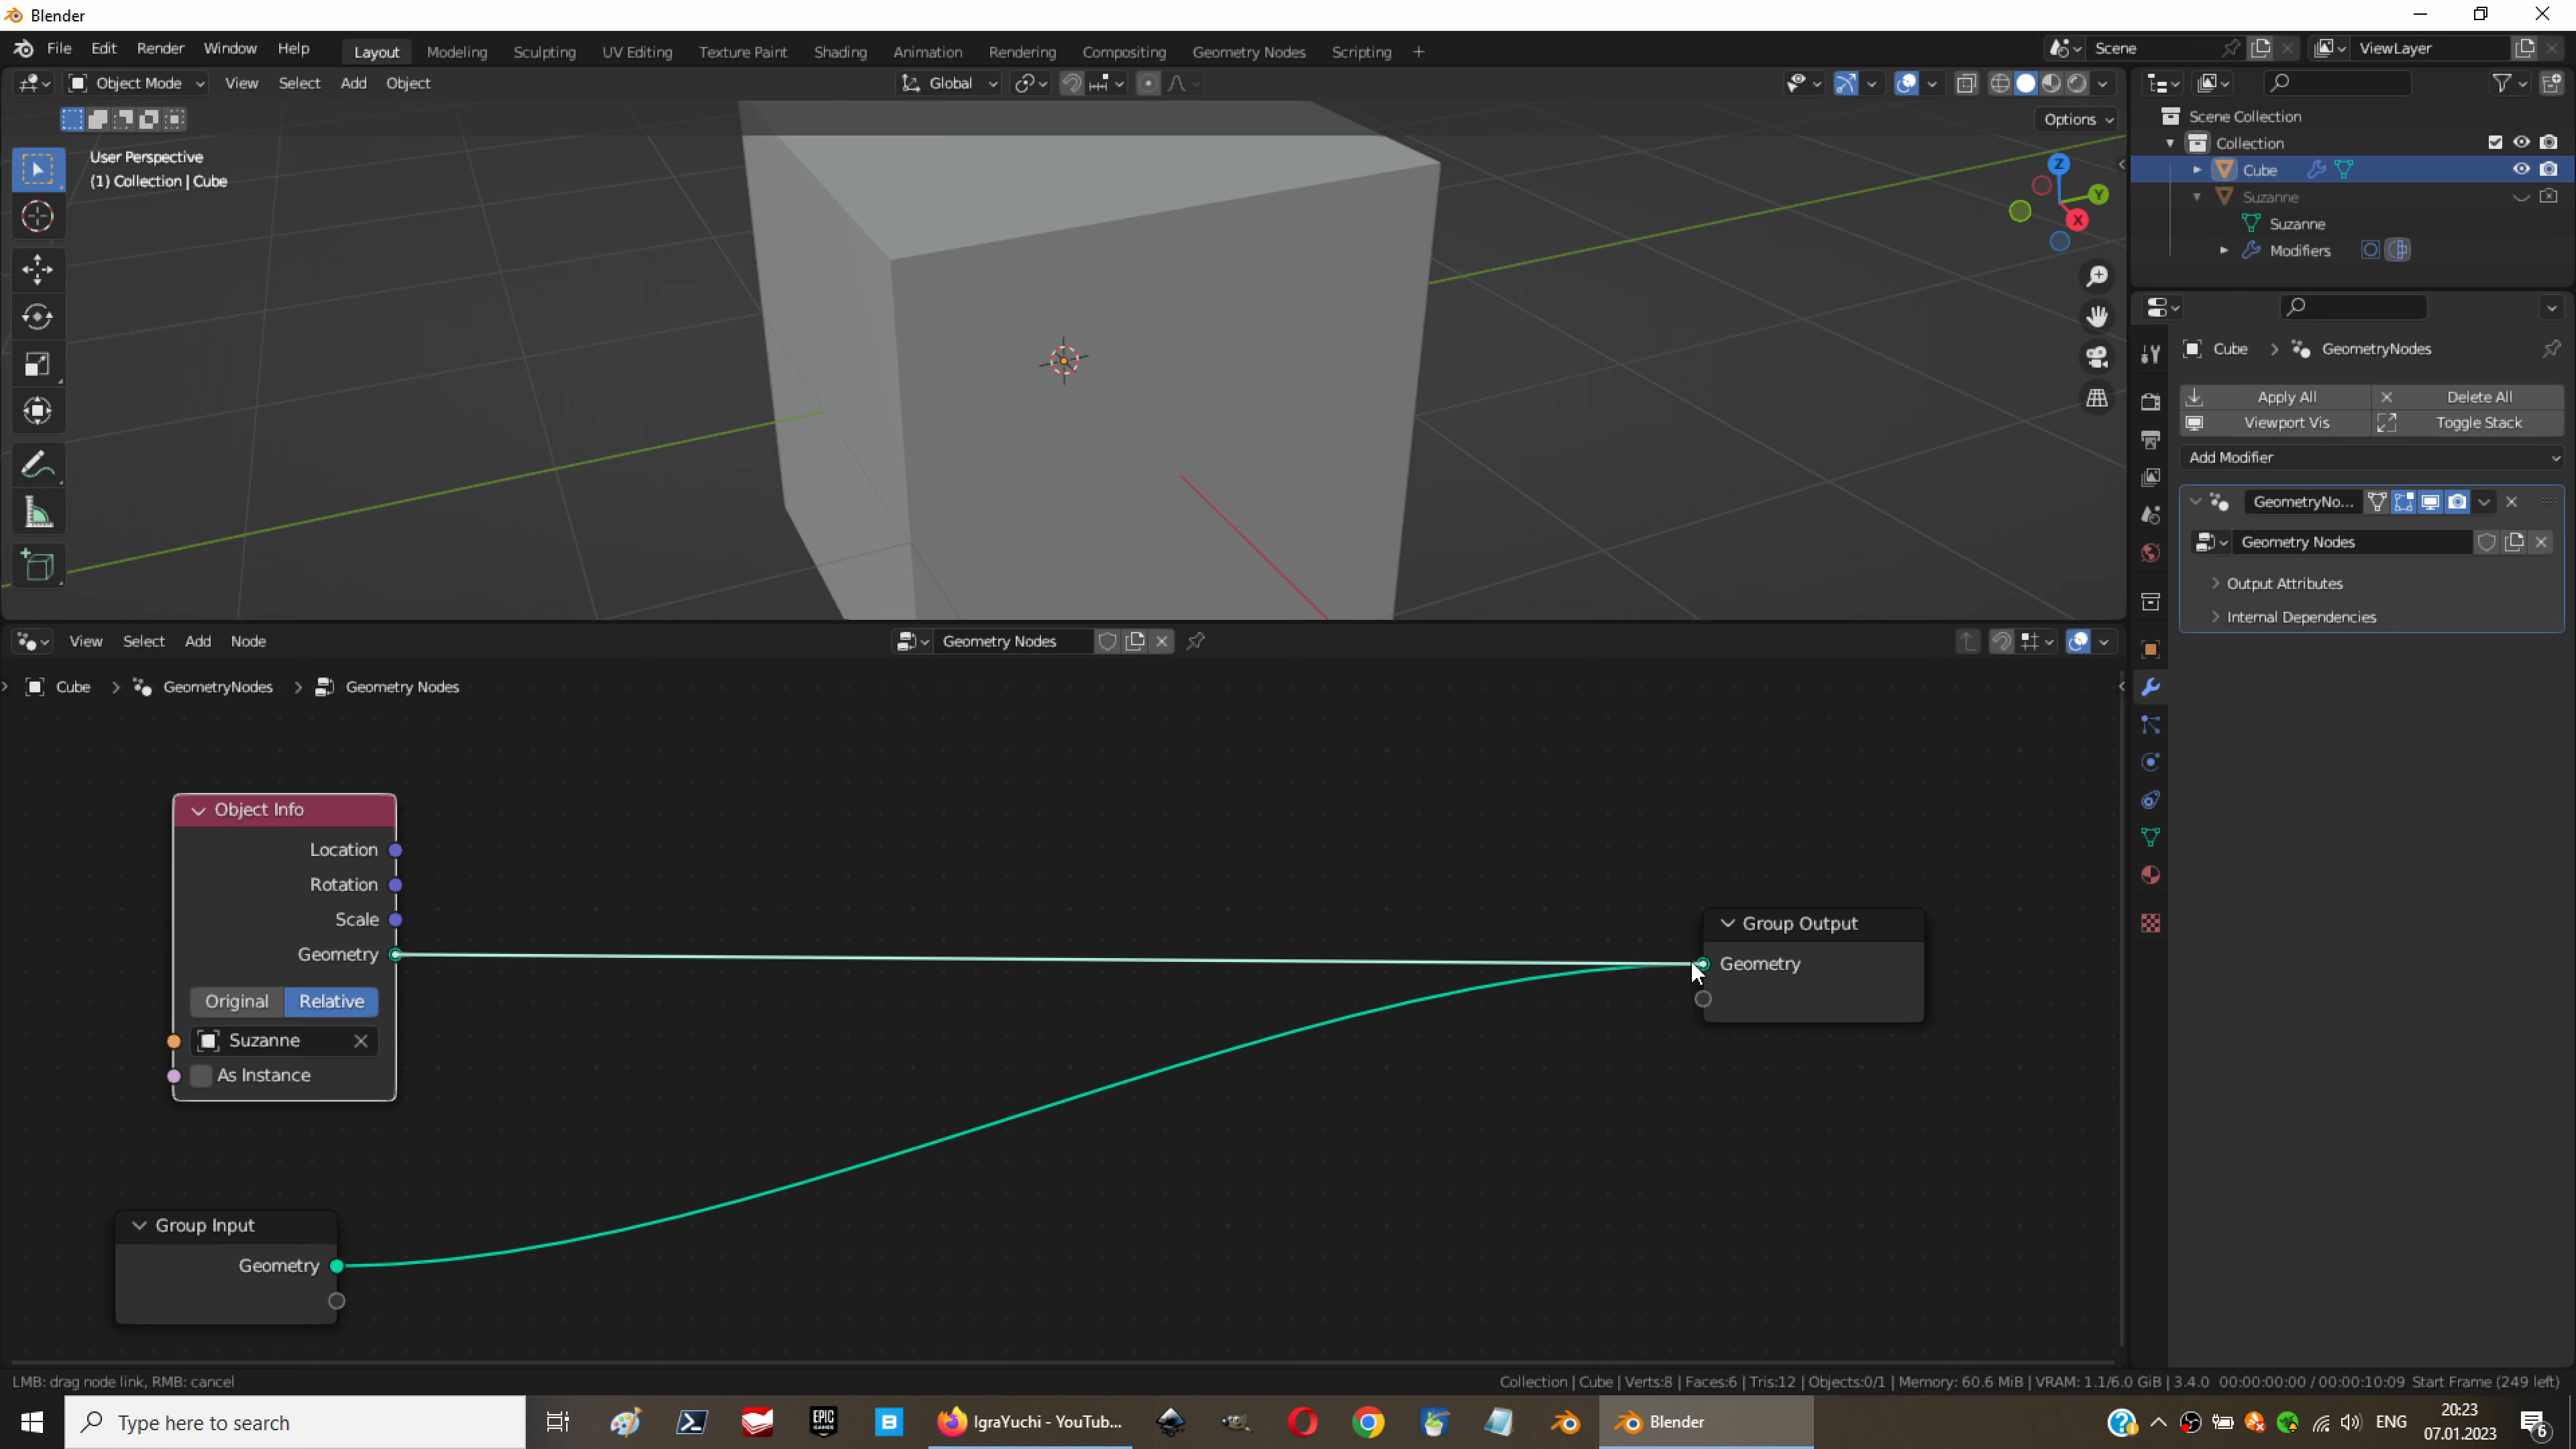 Blender
File Edit Render Window Help Layout Modeling Sculpting UV Editing Texture Paint Shading Animation Rendering Compositing Geometry Nodes Scripting + Scene ViewLayer
Object Mode View Select Add Object Global
Options
User Perspective
(1) Collection | Cube
Z
Y
X
Scene Collection
Collection
Cube
Suzanne
Suzanne
Modifiers
Cube > GeometryNodes
Apply All Delete All
Viewport Vis Toggle Stack
Add Modifier
GeometryNo...
Geometry Nodes
Output Attributes
Internal Dependencies
View Select Add Node Geometry Nodes
Cube > GeometryNodes > Geometry Nodes
Object Info
Location
Rotation
Scale
Geometry
Original Relative
Suzanne
As Instance
Group Output
Geometry
Group Input
Geometry
LMB: drag node link, RMB: cancel
Collection | Cube | Verts:8 | Faces:6 | Tris:12 | Objects:0/1 | Memory: 60.6 MiB | VRAM: 1.1/6.0 GiB | 3.4.0 00:00:00:00 / 00:00:10:09 Start Frame (249 left)
Type here to search
EPIC GAMES
B
IgraYuchi - YouTub...
Blender
ENG
20:23
07.01.2023
6